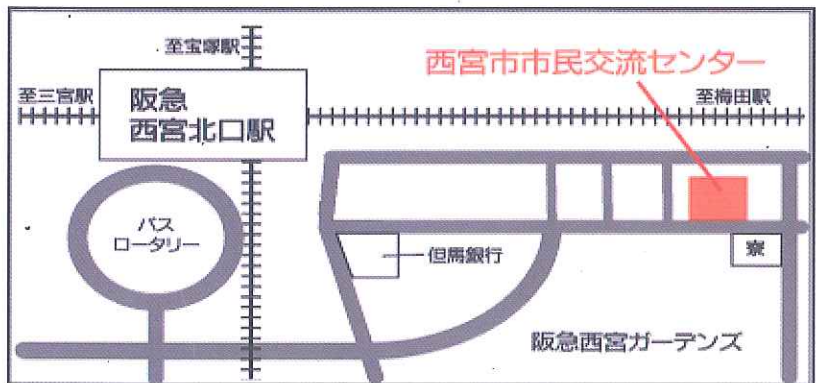 至宝塚駅
西宮市市民交流センター
至三宮駅
阪急
西宮北口駅
至梅田駅
バス
ロータリー
但馬銀行
寮
阪急西宮ガーデンズ